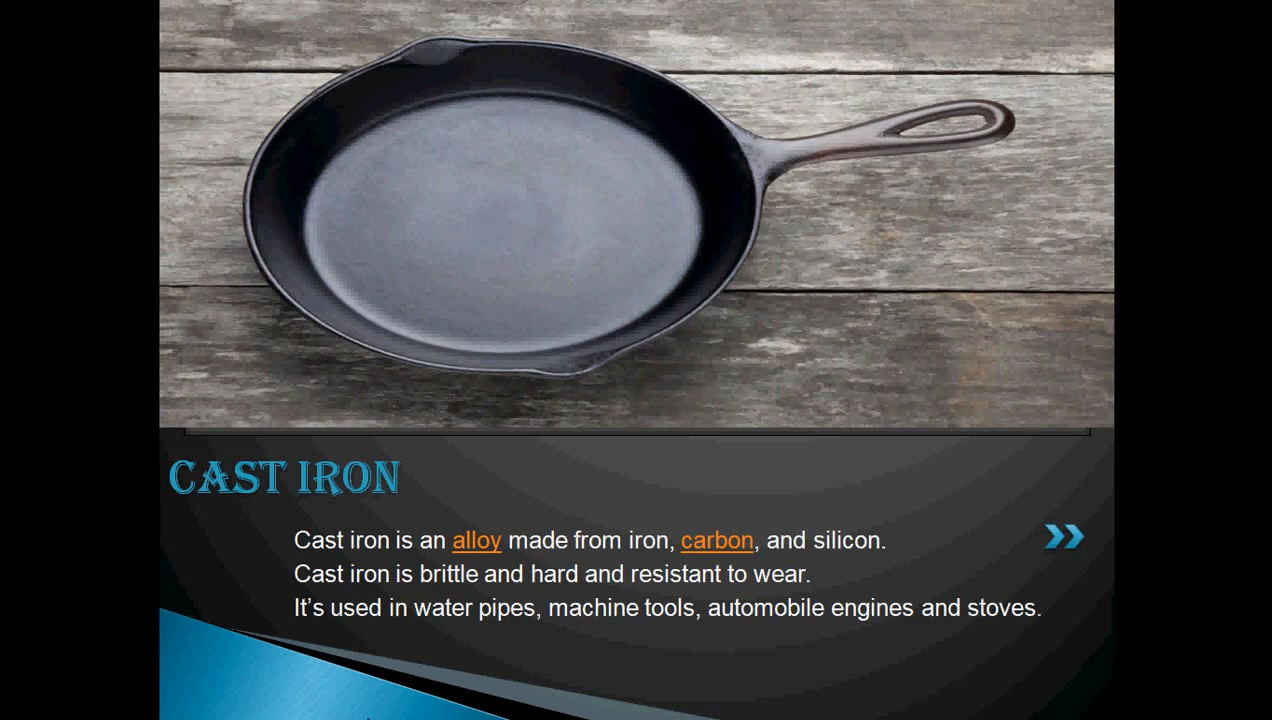 CAST IRON
Cast iron is an alloy made from iron, carbon, and silicon.
Cast iron is brittle and hard and resistant to wear.
It’s used in water pipes, machine tools, automobile engines and stoves.